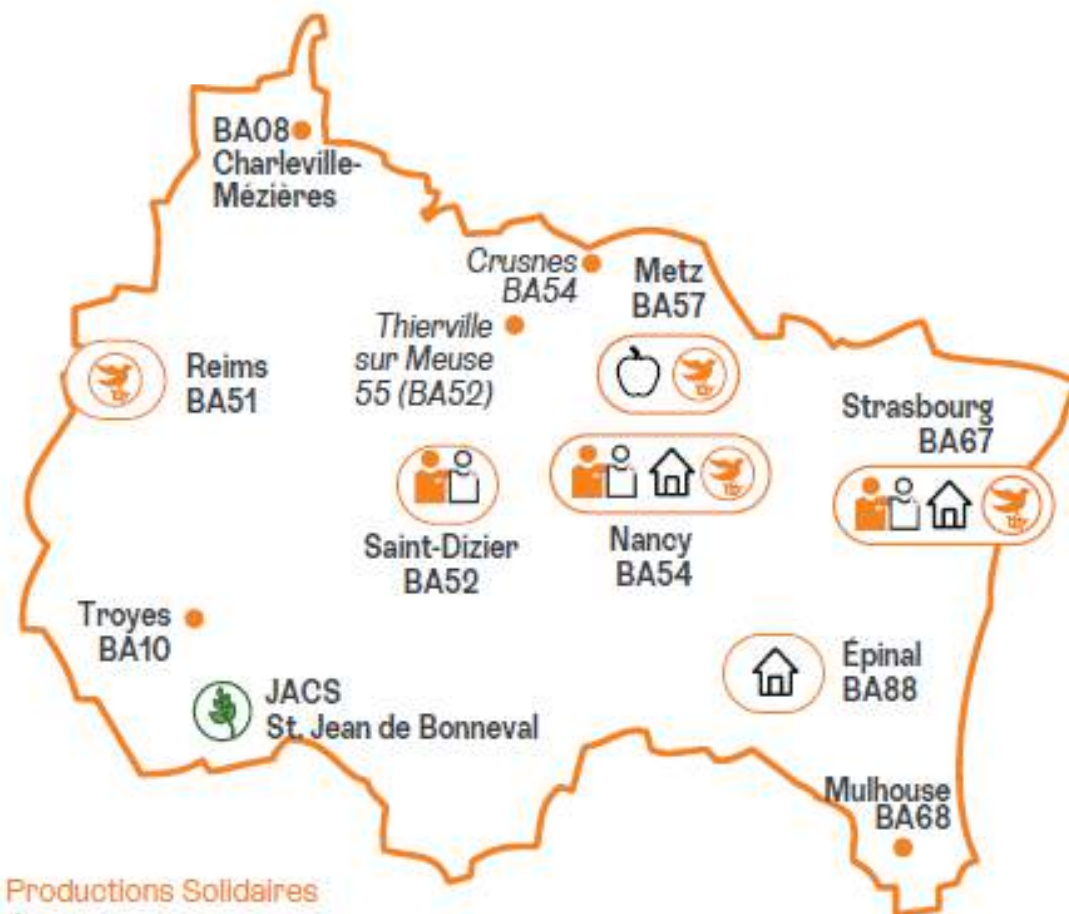 BA08
Charleville-
Mézières
Crusnes
BA54
Metz
BA57
Thierville
sur Meuse
55 (BA52)
Reims
BA51
Strasbourg
BA67
Saint-Dizier
BA52
Nancy
BA54
Troyes
BA10
Épinal
BA88
JACS
St. Jean de Bonneval
Mulhouse
BA68
Productions Solidaires